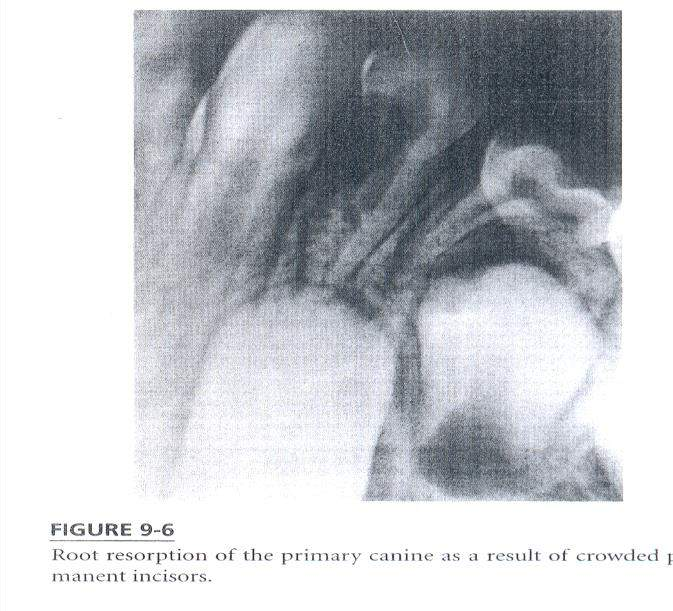 FIGURE 9-6
Root resorption of the primary canine as a result of crowded p
manent incisors.